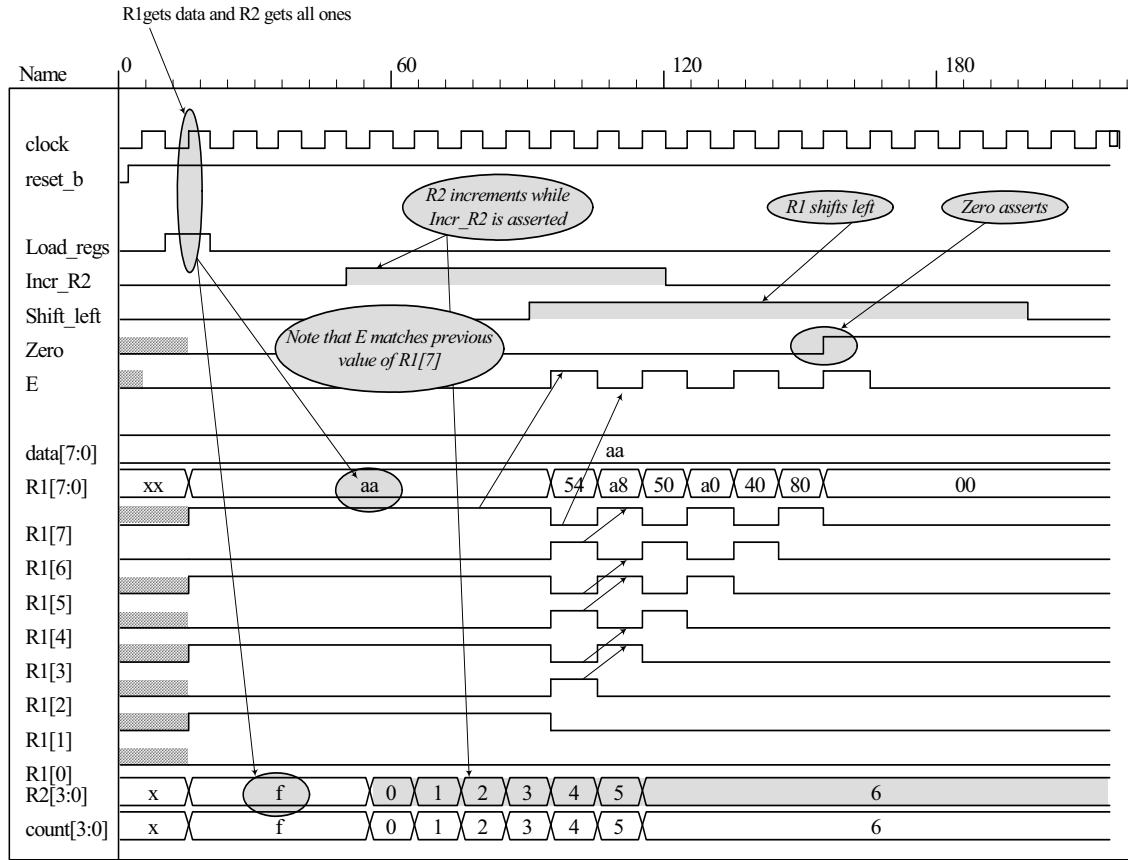 R1gets data and R2 gets all ones
Name
0 60 120 180
clock
reset_b
R2 increments while
Incr_R2 is asserted
R1 shifts left
Zero asserts
Load_regs
Incr_R2
Shift_left
Note that E matches previous
value of R1[7]
Zero
E
data[7:0] aa
R1[7:0] xx aa 54 a8 50 a0 40 80 00
R1[7]
R1[6]
R1[5]
R1[4]
R1[3]
R1[2]
R1[1]
R1[0]
R2[3:0] x f 0 1 2 3 4 5 6
count[3:0] x f 0 1 2 3 4 5 6